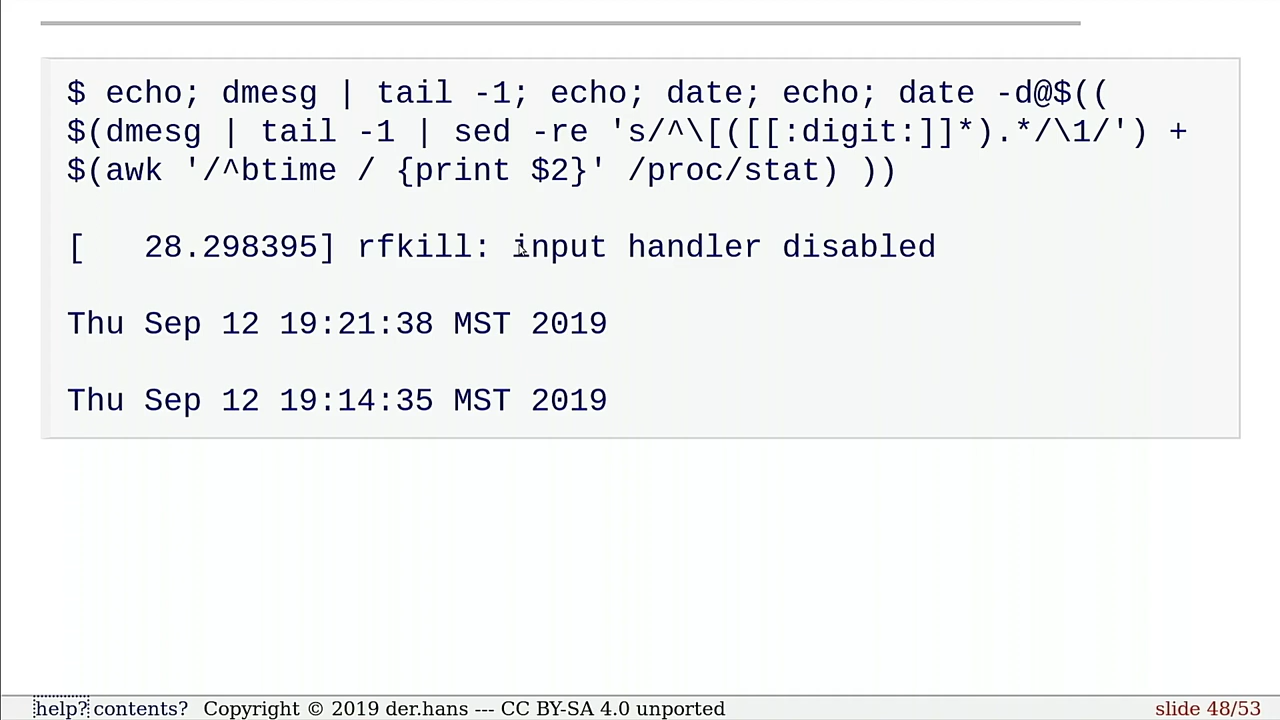 $ echo; dmesg | tail -1; echo; date; echo; date -d@$((
$(dmesg | tail -1 | sed -re 's/^\[([[:digit:]]*).*/\1/') +
$(awk '/^btime / {print $2}' /proc/stat) ))
[   28.298395] rfkill: input handler disabled
Thu Sep 12 19:21:38 MST 2019
Thu Sep 12 19:14:35 MST 2019
help? contents? Copyright © 2019 der.hans --- CC BY-SA 4.0 unported slide 48/53